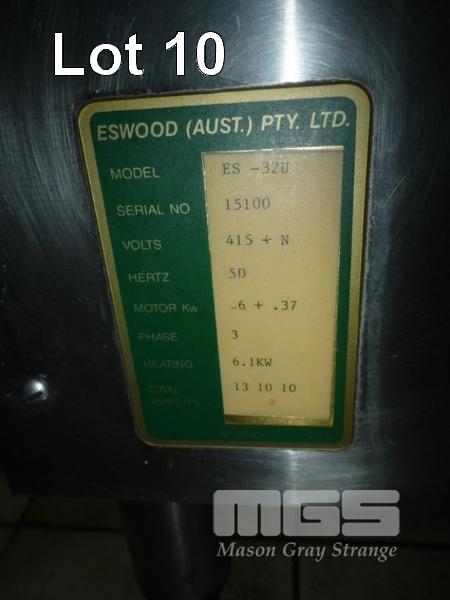 Lot 10
ESWOOD (AUST.) PTY. LTD.
MODEL ES -32U
SERIAL NO 15100
VOLTS 415 + N
HERTZ 50
MOTOR Kw .6 + .37
PHASE 3
HEATING 6.1KW
TOTAL AMPS 13 10 10
MGS
Mason Gray Strange